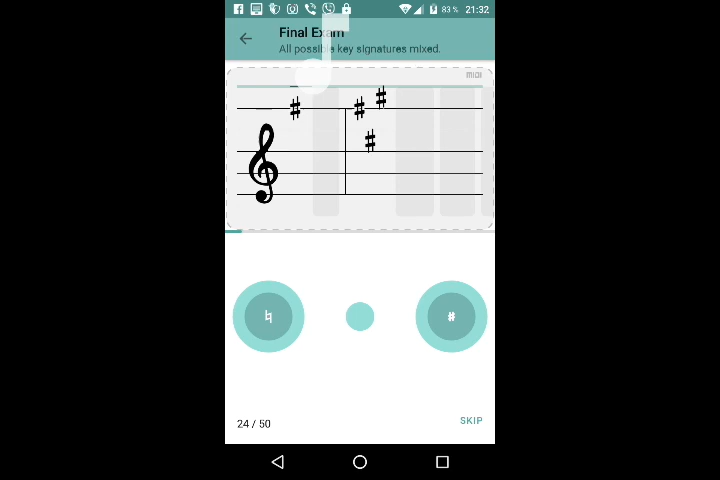 83 % 21:32
Final Exam
All possible key signatures mixed.
midi
24 / 50
SKIP